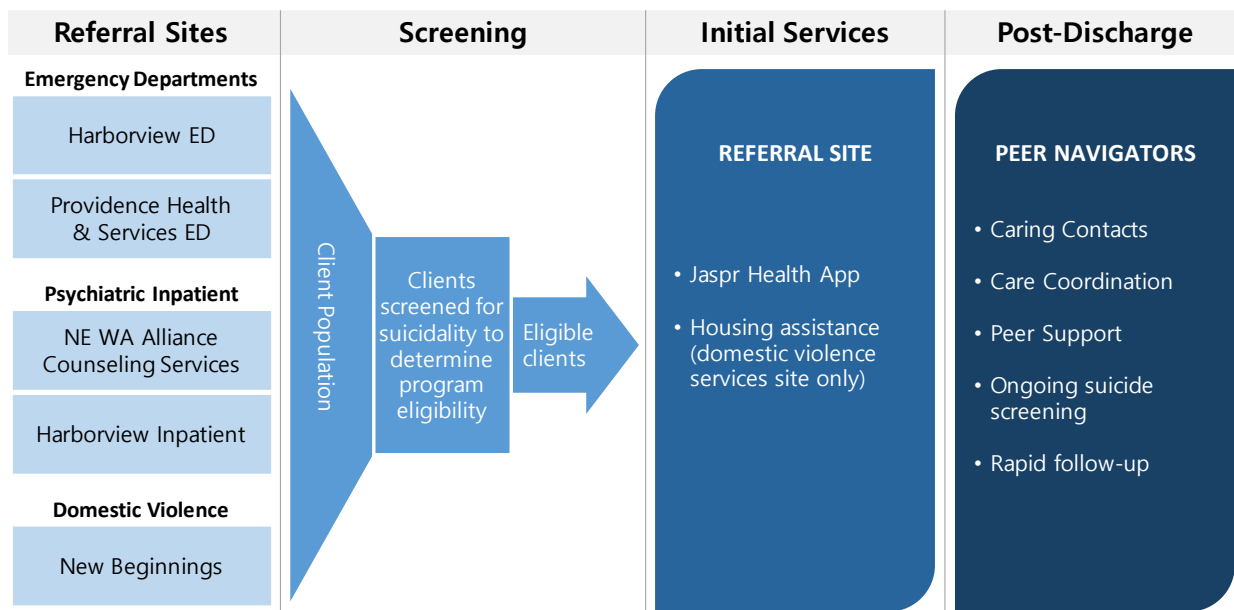 Referral Sites
Emergency Departments
Harborview ED
Providence Health
& Services ED
Psychiatric Inpatient
NE WA Alliance
Counseling Services
Harborview Inpatient
Domestic Violence
New Beginnings
Screening
Client Population
Clients
screened for
suicidality to
determine
program
eligibility
Eligible
clients
Initial Services
REFERRAL SITE
• Jaspr Health App
• Housing assistance
(domestic violence
services site only)
Post-Discharge
PEER NAVIGATORS
• Caring Contacts
• Care Coordination
• Peer Support
• Ongoing suicide
screening
• Rapid follow-up